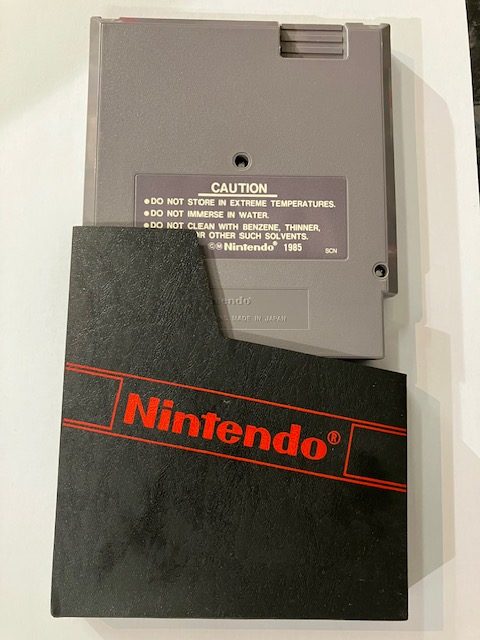 CAUTION
●DO NOT STORE IN EXTREME TEMPERATURES.
●DO NOT IMMERSE IN WATER.
●DO NOT CLEAN WITH BENZENE, THINNER,
OR OTHER SUCH SOLVENTS.
©Ⓜ Nintendo® 1985 SCN
ndo®
MADE IN JAPAN
Nintendo®